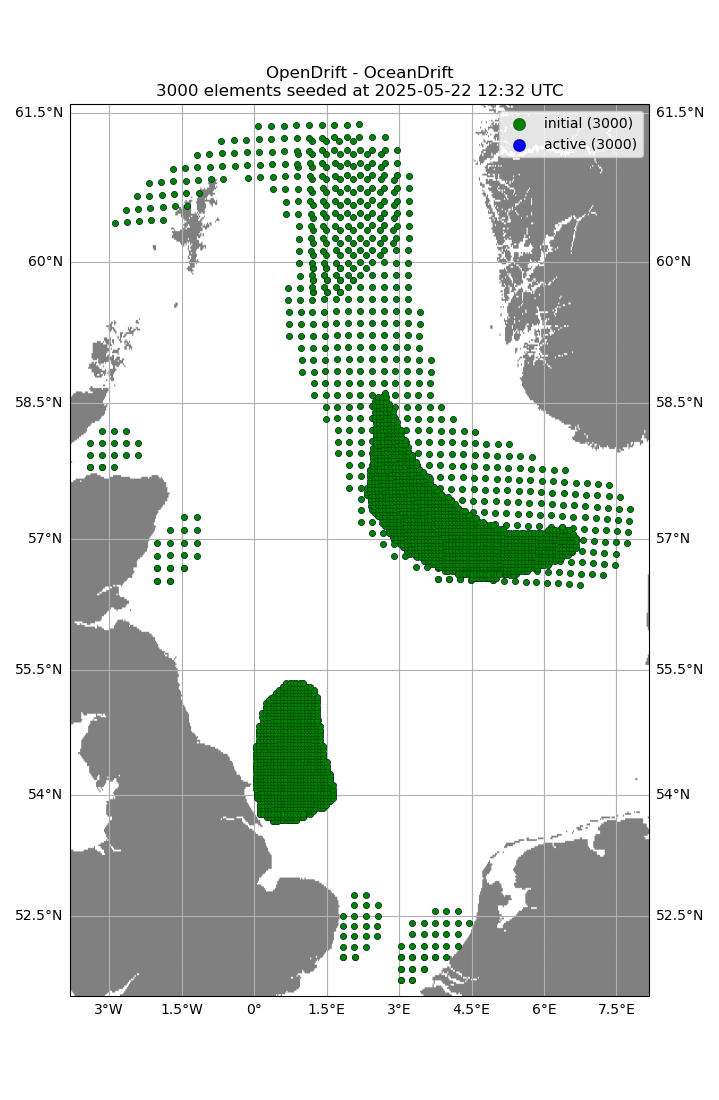 OpenDrift - OceanDrift
3000 elements seeded at 2025-05-22 12:32 UTC
initial (3000)
active (3000)
61.5°N 61.5°N
60°N 60°N
58.5°N 58.5°N
57°N 57°N
55.5°N 55.5°N
54°N 54°N
52.5°N 52.5°N
3°W 1.5°W 0° 1.5°E 3°E 4.5°E 6°E 7.5°E